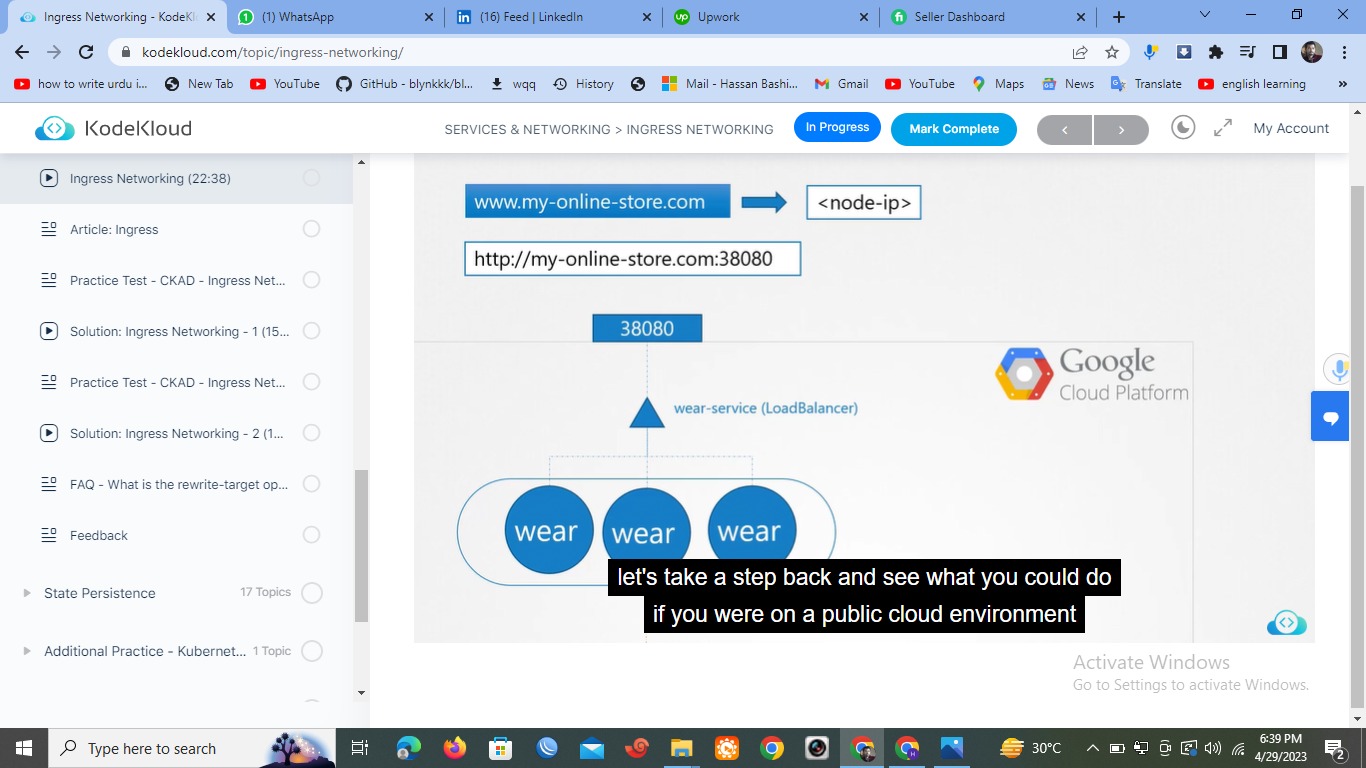 Ingress Networking - KodeKl
(1) WhatsApp
(16) Feed | LinkedIn
Upwork
Seller Dashboard
kodekloud.com/topic/ingress-networking/
how to write urdu i...
New Tab
YouTube
GitHub - blynkkk/bl...
wqq
History
Mail - Hassan Bashi...
Gmail
YouTube
Maps
News
Translate
english learning
»
KodeKloud
SERVICES & NETWORKING > INGRESS NETWORKING
In Progress
Mark Complete
My Account
Ingress Networking (22:38)
Article: Ingress
Practice Test - CKAD - Ingress Net...
Solution: Ingress Networking - 1 (15...
Practice Test - CKAD - Ingress Net...
Solution: Ingress Networking - 2 (1...
FAQ - What is the rewrite-target op...
Feedback
State Persistence
17 Topics
Additional Practice - Kubernet...
1 Topic
www.my-online-store.com
<node-ip>
http://my-online-store.com:38080
38080
Google
Cloud Platform
wear-service (LoadBalancer)
wear
wear
wear
let's take a step back and see what you could do
if you were on a public cloud environment
Activate Windows
Go to Settings to activate Windows.
Type here to search
30°C
6:39 PM
4/29/2023
2